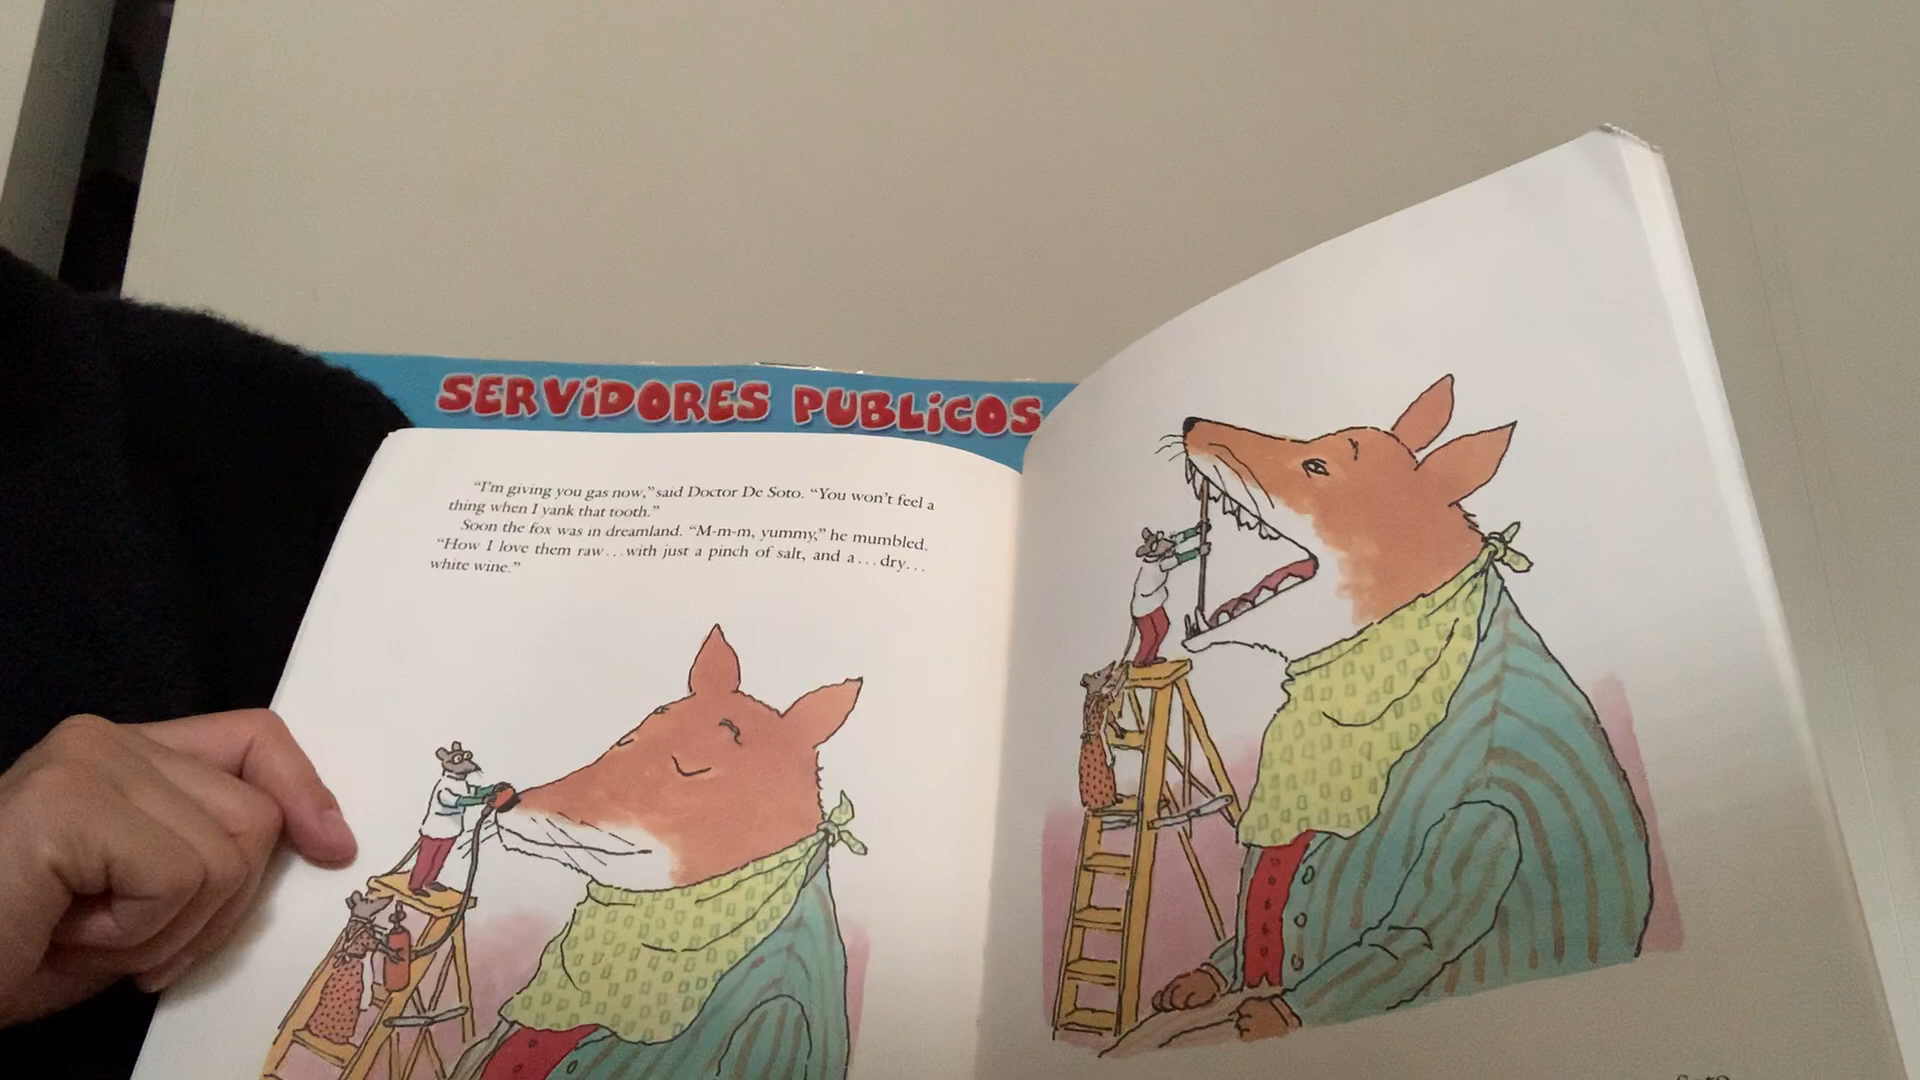 SERViDORES PUBLiCOS
“I'm giving you gas now,” said Doctor De Soto. “You won't feel a
thing when I yank that tooth.”
Soon the fox was in dreamland. “M-m-m, yummy,” he mumbled.
“How I love them raw...with just a pinch of salt, and a...dry...
white wine.”